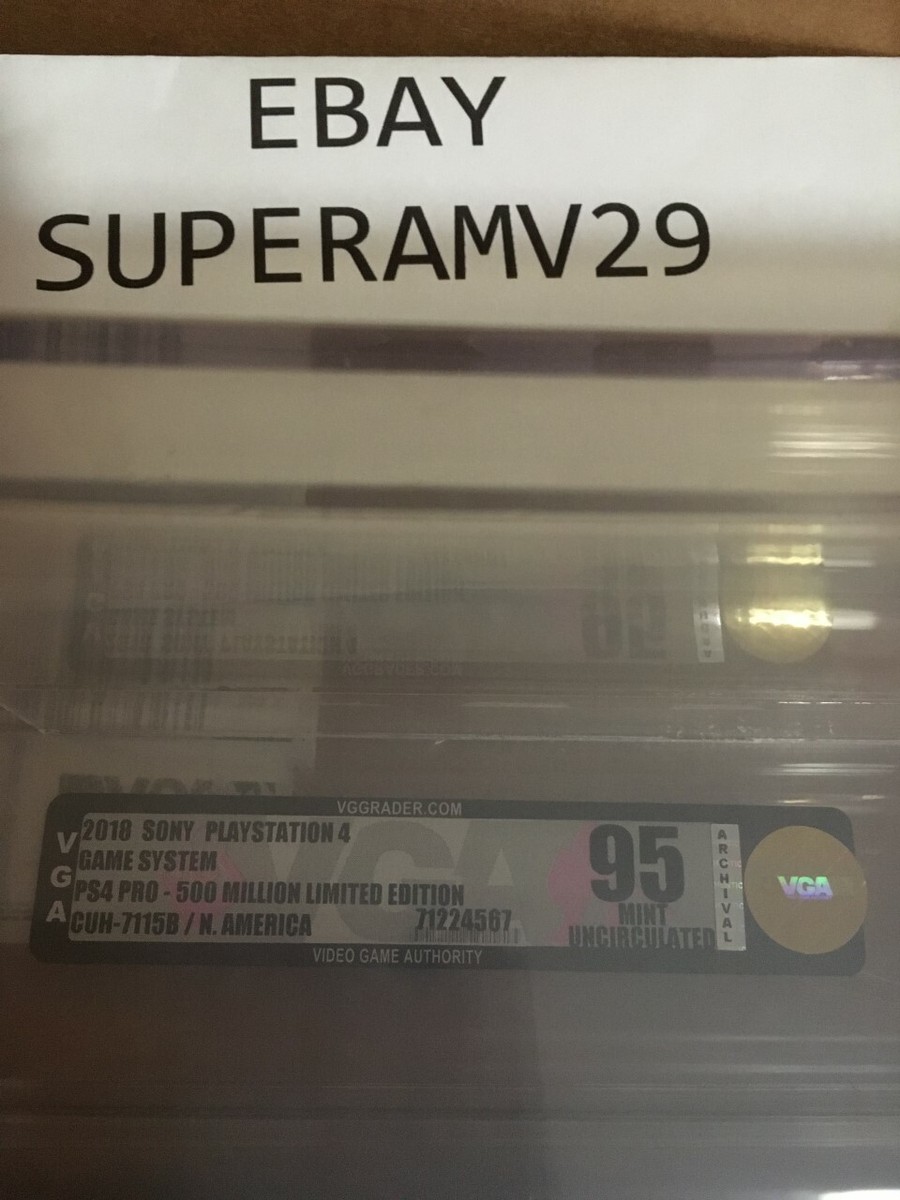 EBAY
SUPERAMV29
VGGRADER.COM
VGA
2018 SONY PLAYSTATION 4
GAME SYSTEM
PS4 PRO - 500 MILLION LIMITED EDITION
CUH-7115B / N. AMERICA
71224567
95
MINT
UNCIRCULATED
ARCHIVAL
VGA
VIDEO GAME AUTHORITY